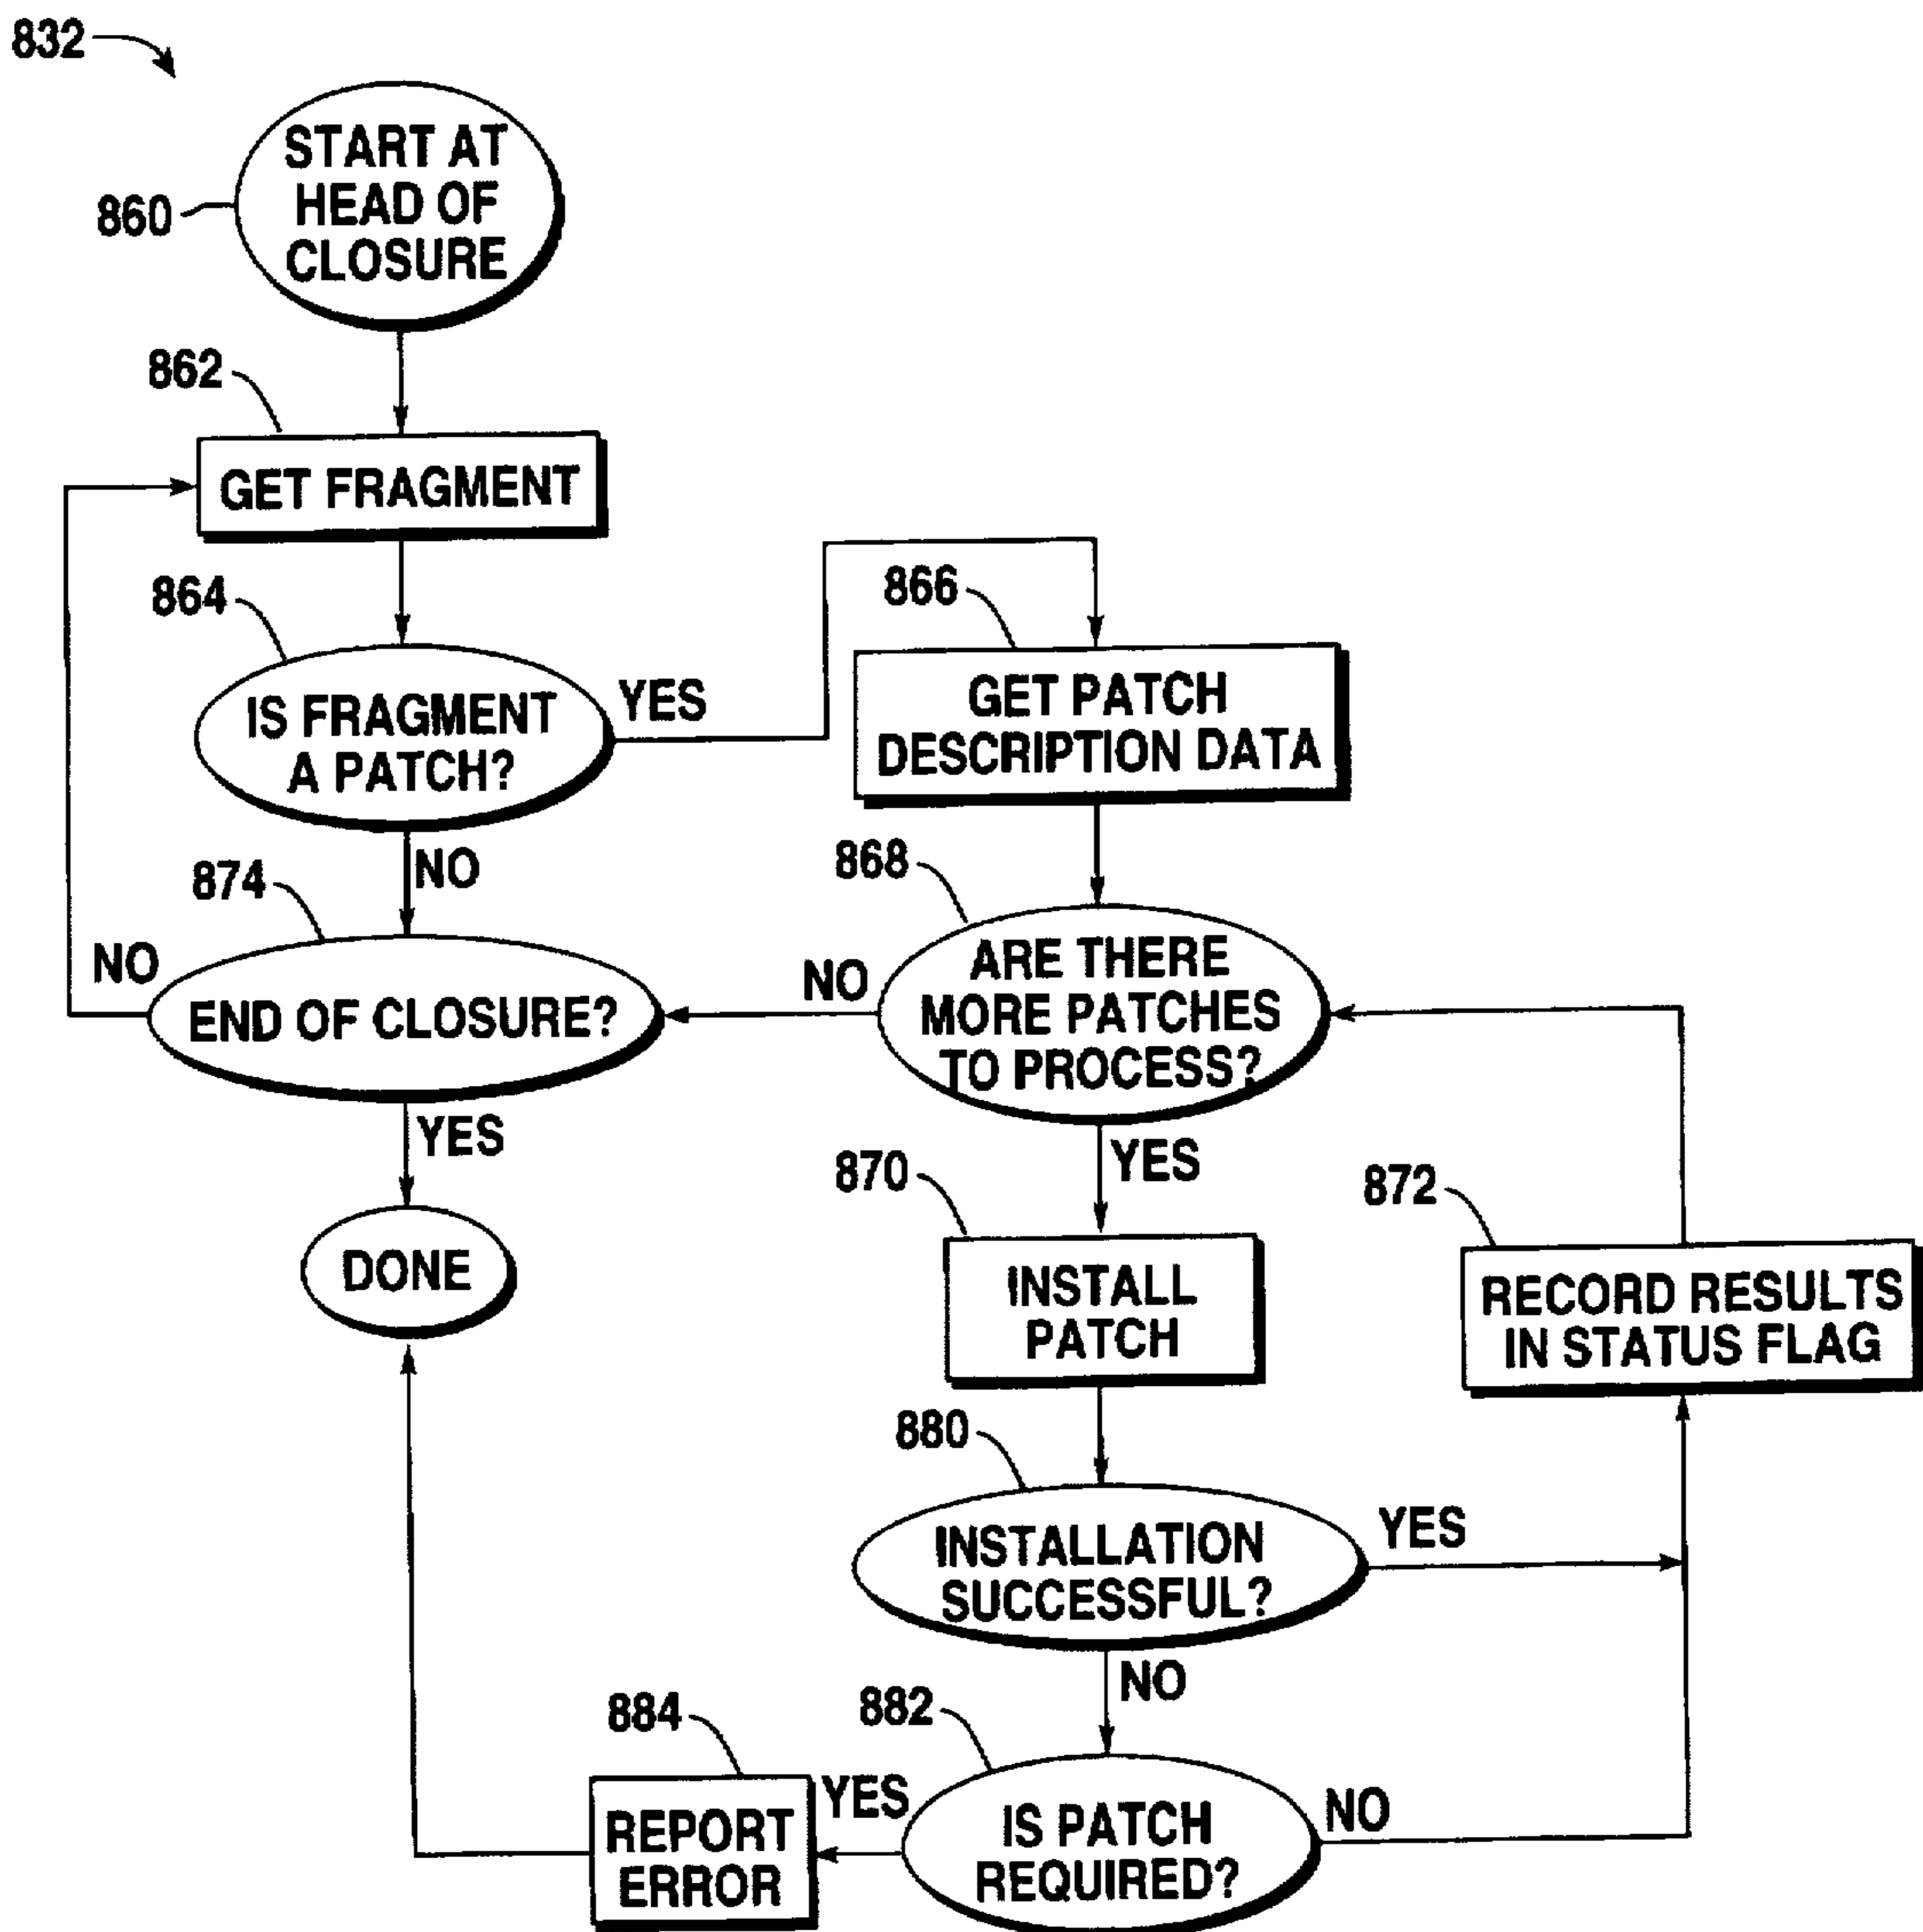 832
START AT
HEAD OF
CLOSURE
860
862
GET FRAGMENT
864
IS FRAGMENT
A PATCH?
YES
866
GET PATCH
DESCRIPTION DATA
NO
874
868
NO
END OF CLOSURE?
NO
ARE THERE
MORE PATCHES
TO PROCESS?
YES
YES
DONE
870
INSTALL
PATCH
872
RECORD RESULTS
IN STATUS FLAG
880
INSTALLATION
SUCCESSFUL?
YES
NO
884
882
REPORT
ERROR
YES
IS PATCH
REQUIRED?
NO